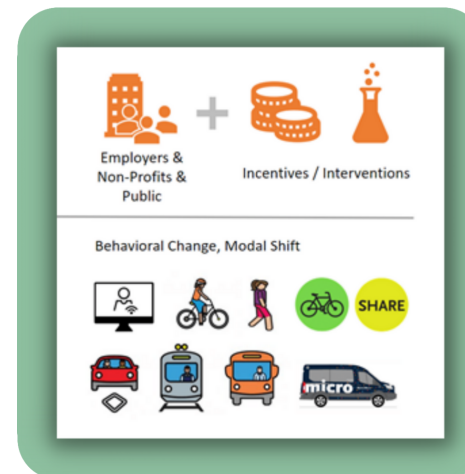 Employers &
Non-Profits &
Public
Incentives / Interventions
Behavioral Change, Modal Shift
SHARE
micro